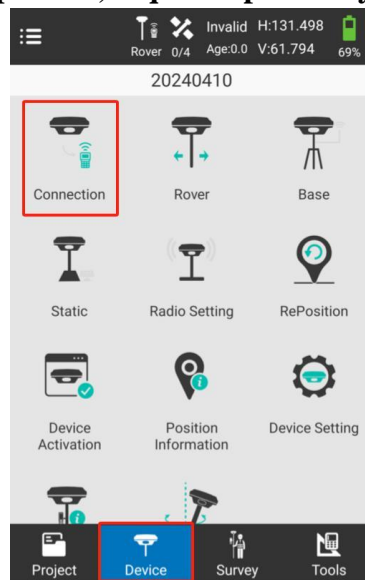 Invalid H:131.498
Rover 0/4 Age:0.0 V:61.794 69%
20240410
Connection Rover Base
Static Radio Setting RePosition
Device Activation Position Information Device Setting
Project Device Survey Tools